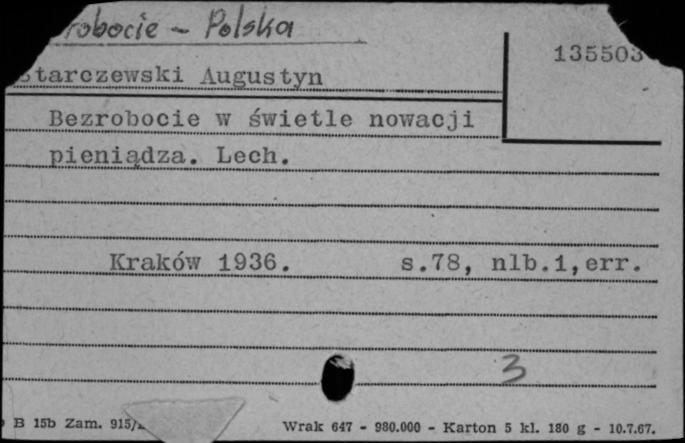 robocie - Polska
135503
Starczewski Augustyn
Bezrobocie w świetle nowacji
pieniądza. Lech.
Kraków 1936. s.78, nlb.1,err.
3
B 15b Zam. 915/ Wrak 647 - 980.000 - Karton 5 kl. 180 g - 10.7.67.